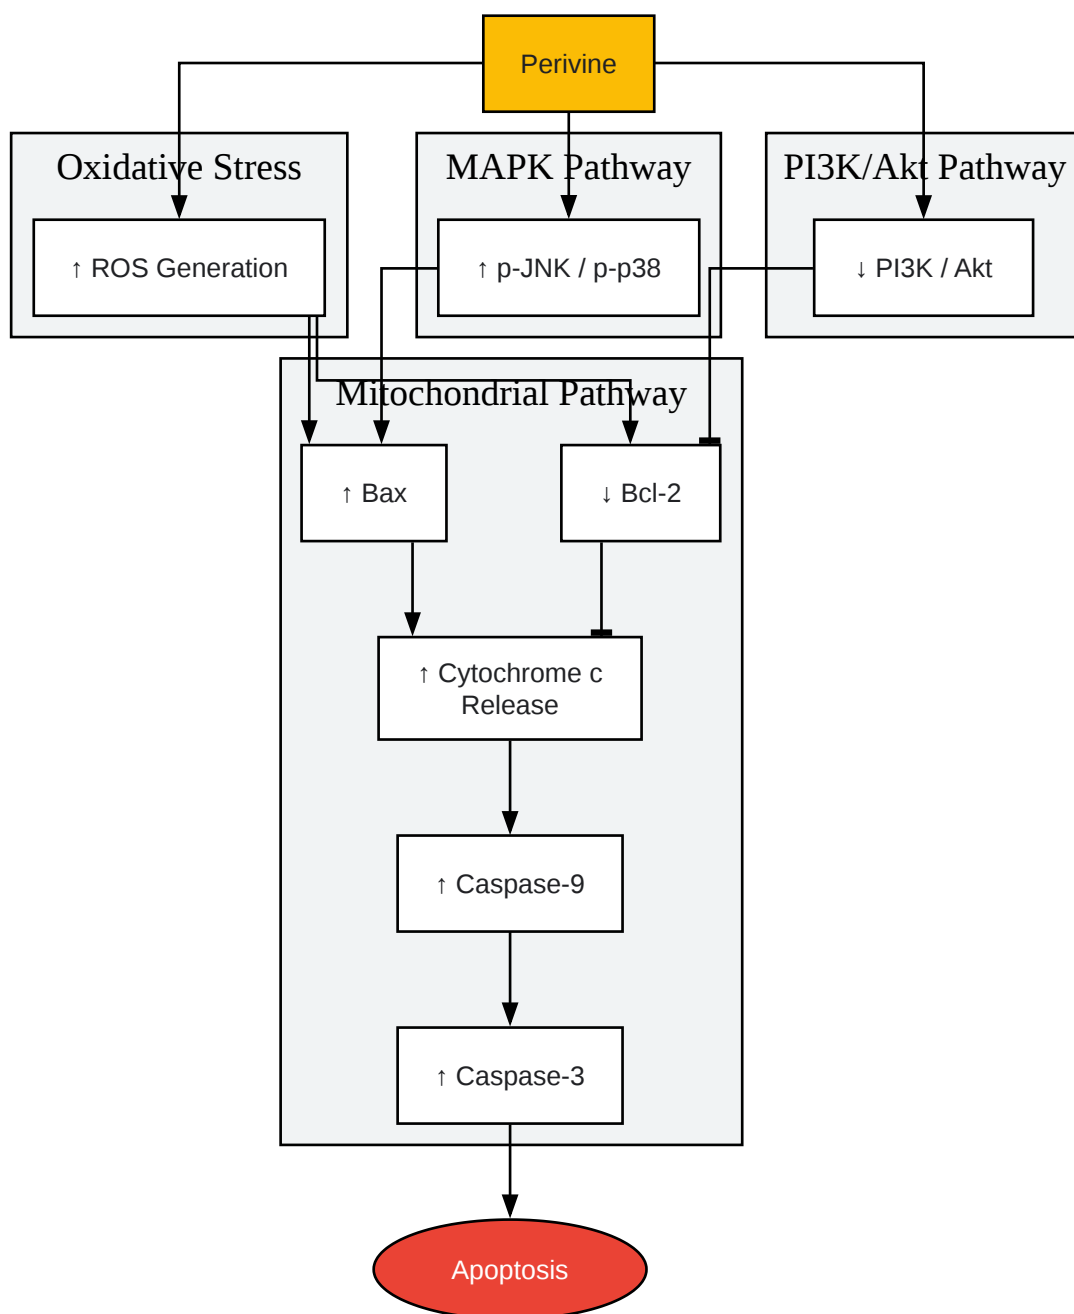 Perivine
Oxidative Stress
MAPK Pathway
PI3K/Akt Pathway
↑ ROS Generation
↑ p-JNK / p-p38
↓ PI3K / Akt
Mitochondrial Pathway
↑ Bax
↓ Bcl-2
↑ Cytochrome c
Release
↑ Caspase-9
↑ Caspase-3
Apoptosis